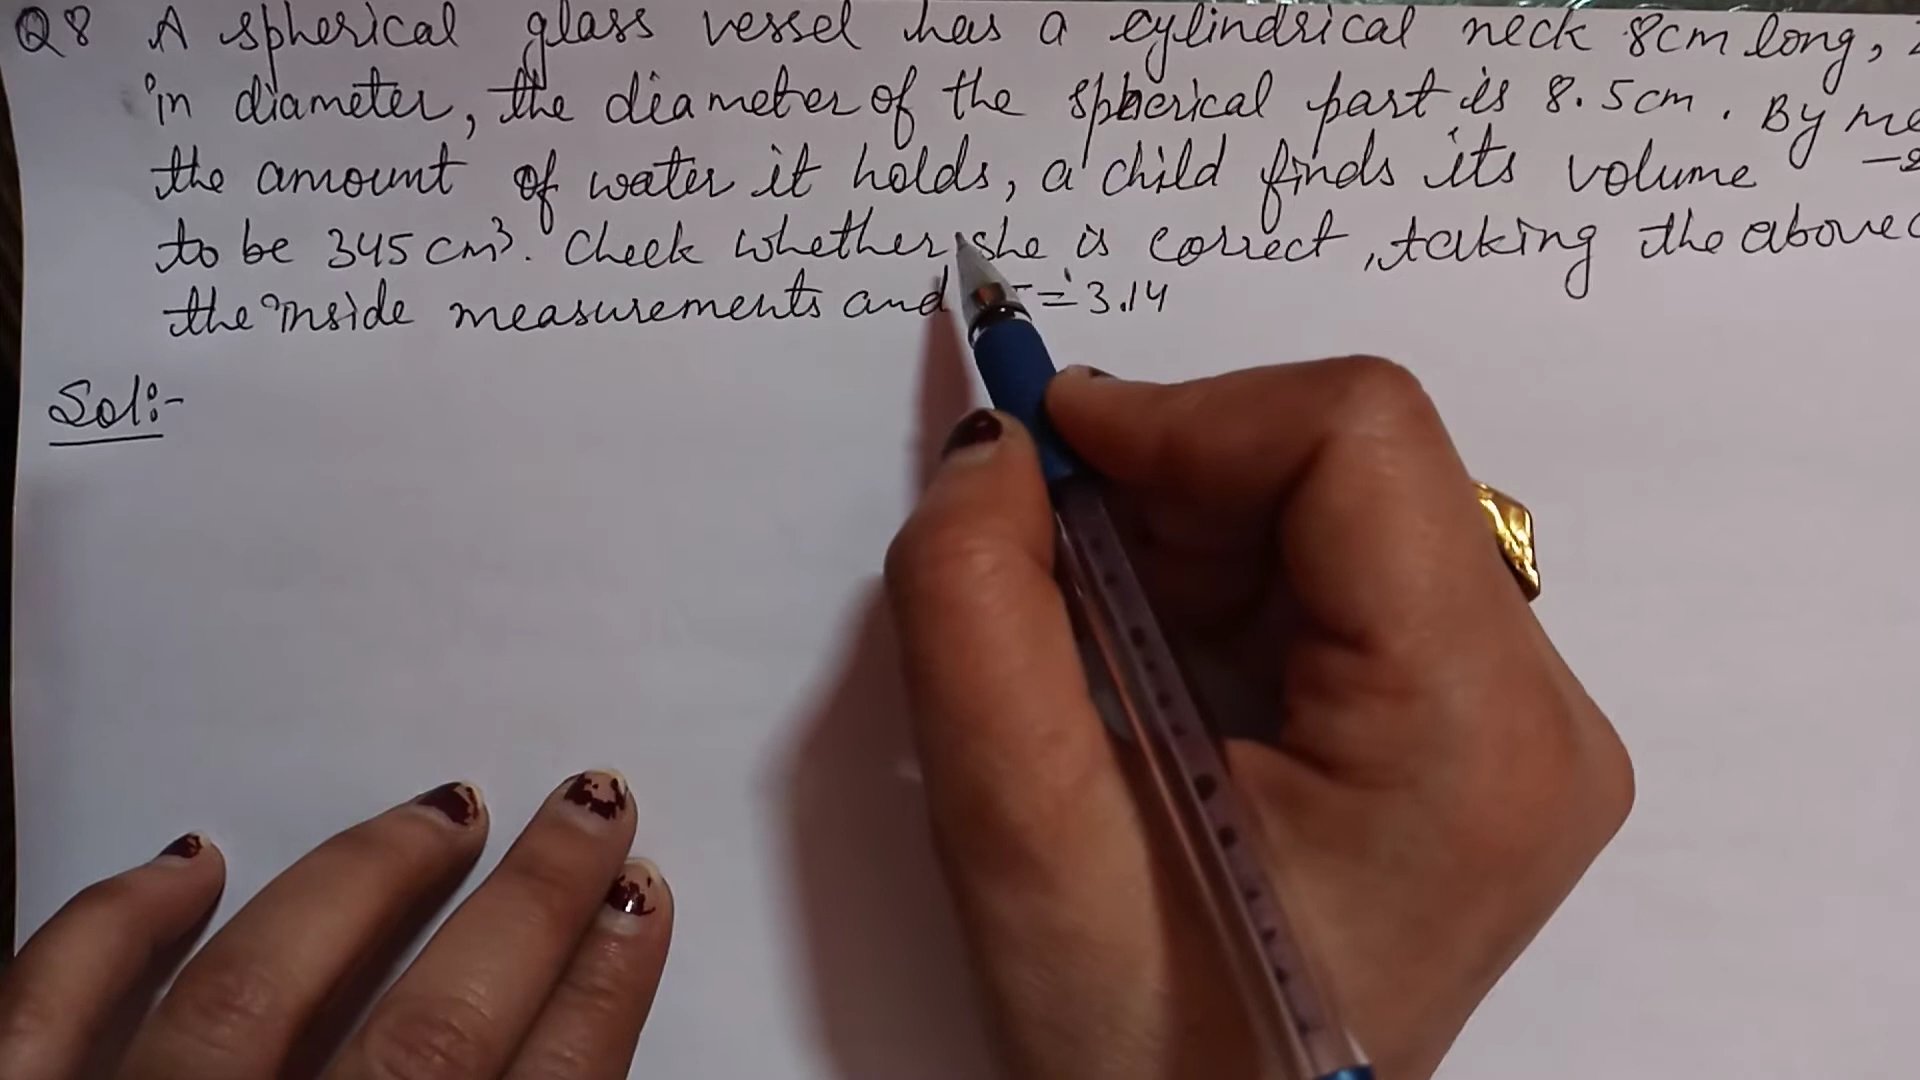 Q8 A spherical glass vessel has a cylindrical neck 8cm long,
in diameter, the diameter of the spherical part is 8.5cm. By
the amount of water it holds, a child finds its volume
to be 345 cm³. Check whether she is correct, taking the above
the inside measurements and = 3.14
Sol:-